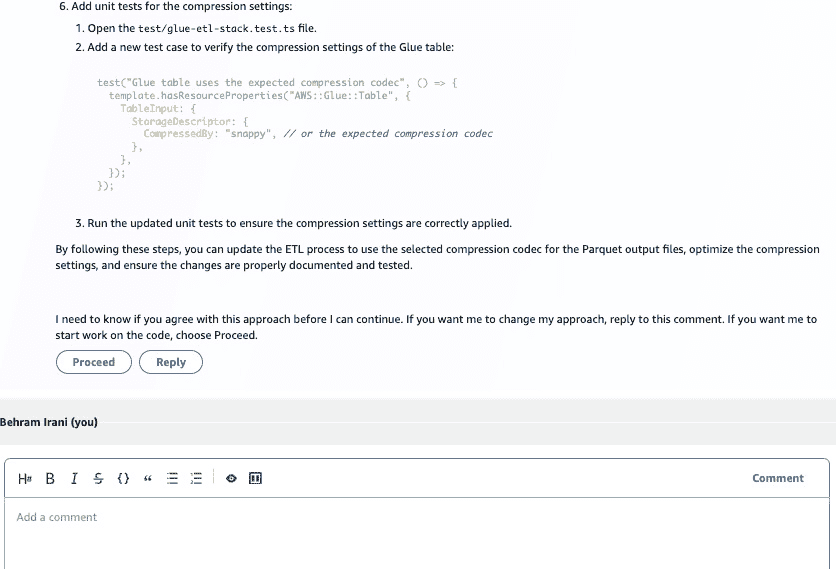 6. Add unit tests for the compression settings:
1. Open the test/glue-etl-stack.test.ts file.
2. Add a new test case to verify the compression settings of the Glue table:
test("Glue table uses the expected compression codec", () => {
template.hasResourceProperties("AWS::Glue::Table", {
TableInput: {
StorageDescriptor: {
CompressedBy: "snappy", // or the expected compression codec
},
},
});
});
3. Run the updated unit tests to ensure the compression settings are correctly applied.
By following these steps, you can update the ETL process to use the selected compression codec for the Parquet output files, optimize the compression
settings, and ensure the changes are properly documented and tested.
I need to know if you agree with this approach before I can continue. If you want me to change my approach, reply to this comment. If you want me to
start work on the code, choose Proceed.
Proceed Reply
Behram Irani (you)
H# B I S {} “ Comment
Add a comment